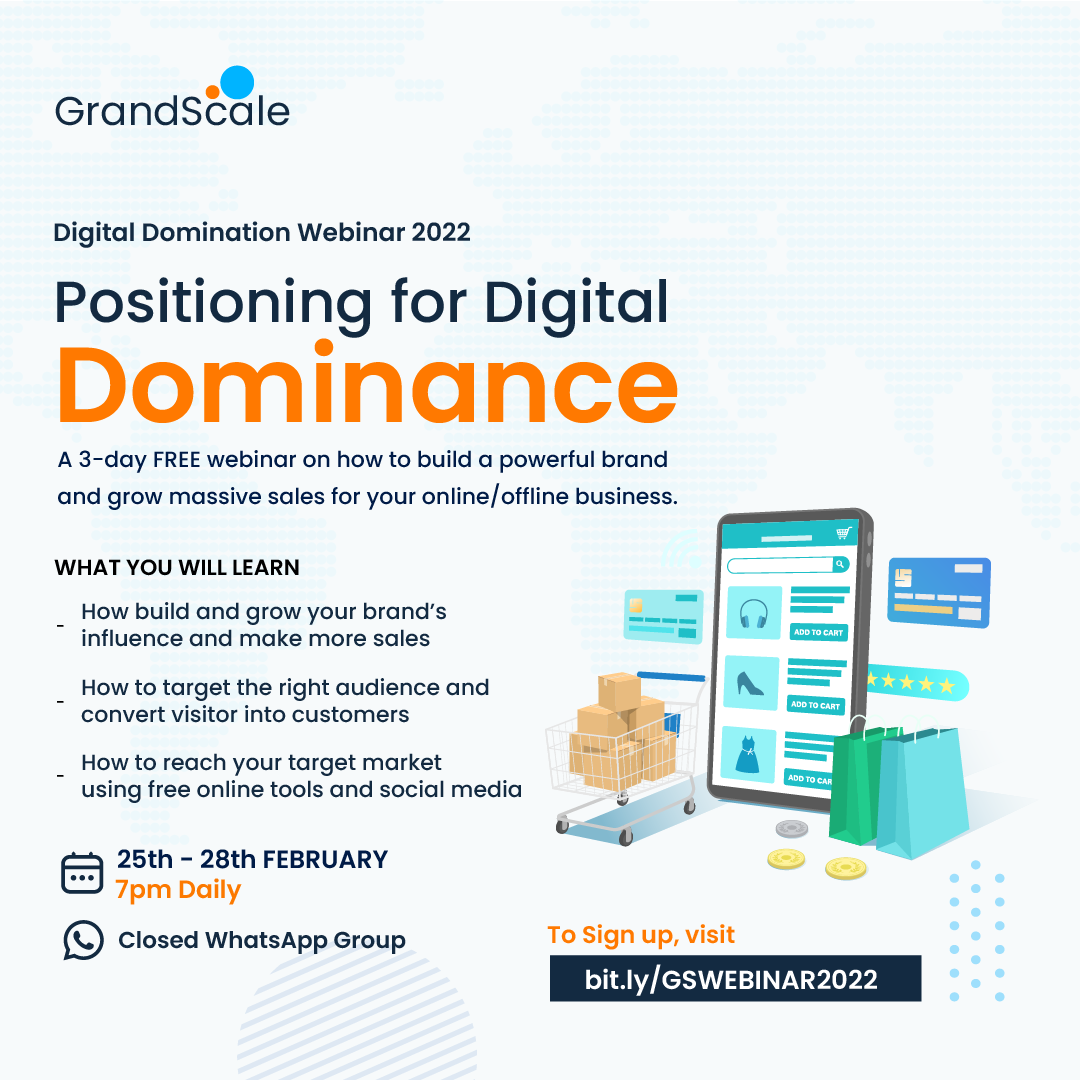 GrandScale
Digital Domination Webinar 2022
Positioning for Digital
Dominance
A 3-day FREE webinar on how to build a powerful brand
and grow massive sales for your online/offline business.
WHAT YOU WILL LEARN
- How build and grow your brand's
influence and make more sales
- How to target the right audience and
convert visitor into customers
- How to reach your target market
using free online tools and social media
ADD TO CART
ADD TO CART
ADD TO CAR
25th - 28th FEBRUARY
7pm Daily
Closed WhatsApp Group
To Sign up, visit
bit.ly/GSWEBINAR2022